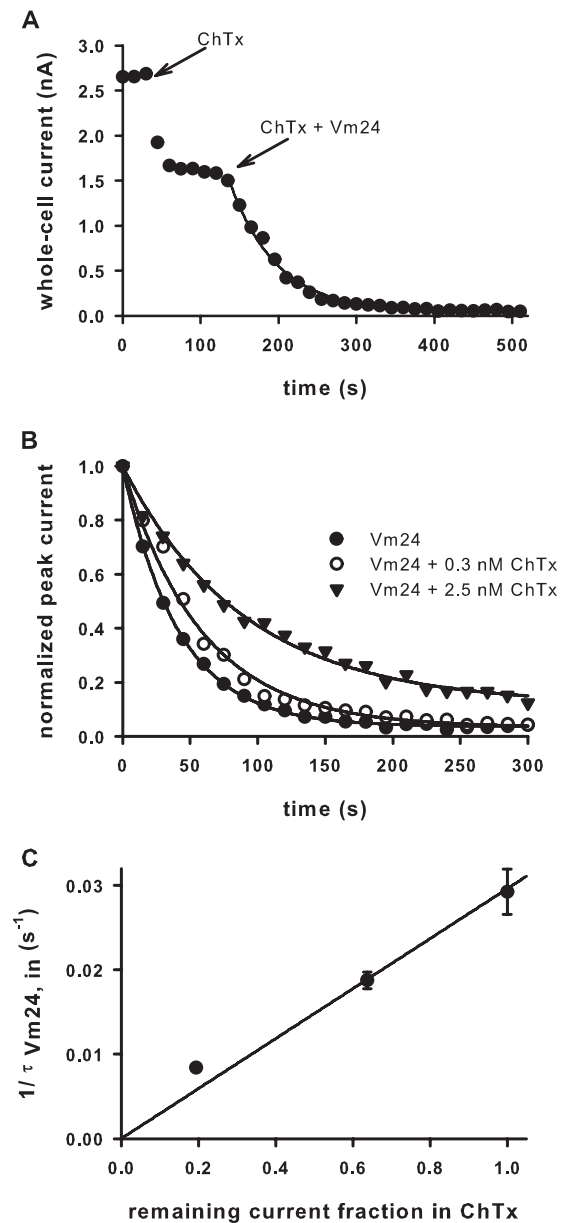 A
whole-cell current (nA)
3.0
2.5
2.0
1.5
1.0
0.5
0.0
ChTx
ChTx + Vm24
0 100 200 300 400 500
time (s)
B
normalized peak current
1.0
0.8
0.6
0.4
0.2
0.0
Vm24
Vm24 + 0.3 nM ChTx
Vm24 + 2.5 nM ChTx
0 50 100 150 200 250 300
time (s)
C
1/ τ Vm24, in (s⁻¹)
0.03
0.02
0.01
0.00
0.0 0.2 0.4 0.6 0.8 1.0
remaining current fraction in ChTx